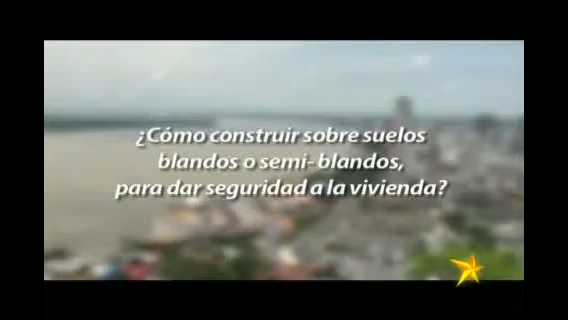 ¿Cómo construir sobre suelos
blandos o semi-blandos,
para dar seguridad a la vivienda?